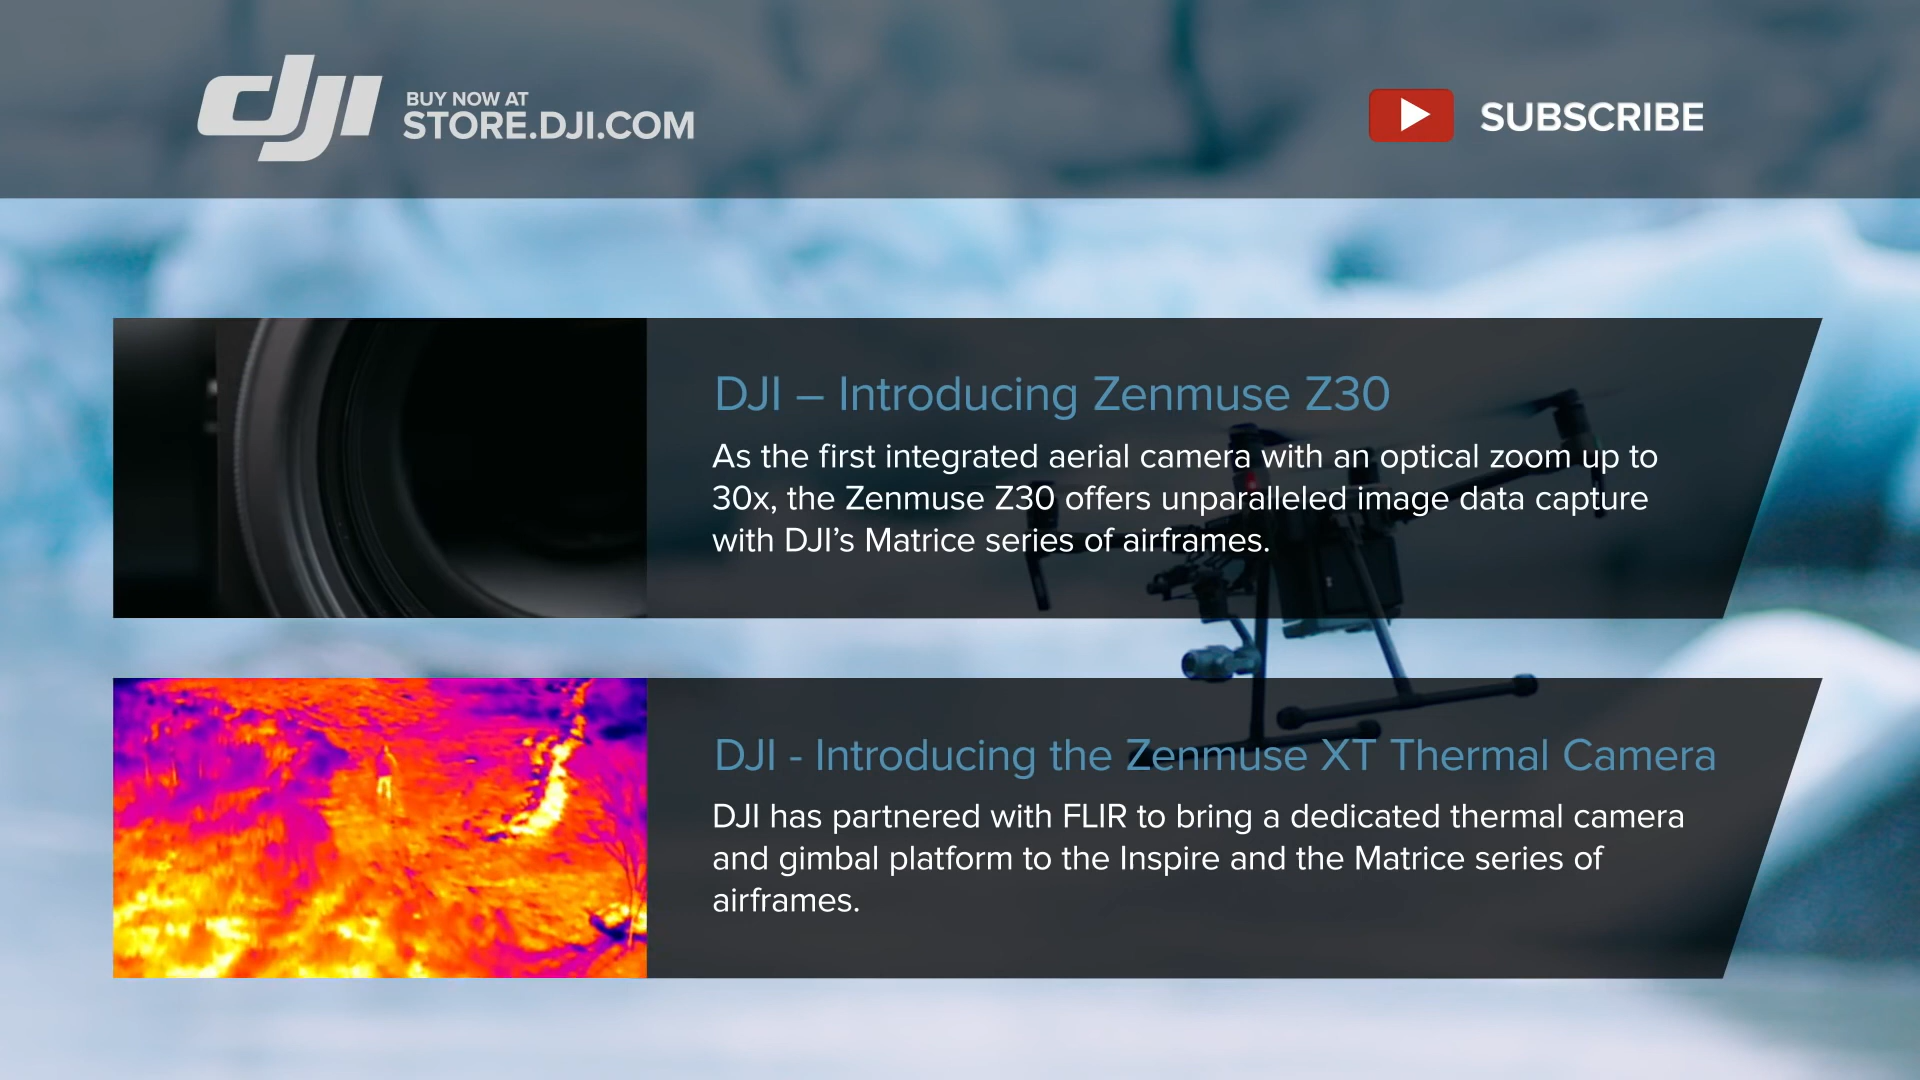 dji
BUY NOW AT
STORE.DJI.COM
SUBSCRIBE
DJI – Introducing Zenmuse Z30
As the first integrated aerial camera with an optical zoom up to
30x, the Zenmuse Z30 offers unparalleled image data capture
with DJI’s Matrice series of airframes.
DJI - Introducing the Zenmuse XT Thermal Camera
DJI has partnered with FLIR to bring a dedicated thermal camera
and gimbal platform to the Inspire and the Matrice series of
airframes.